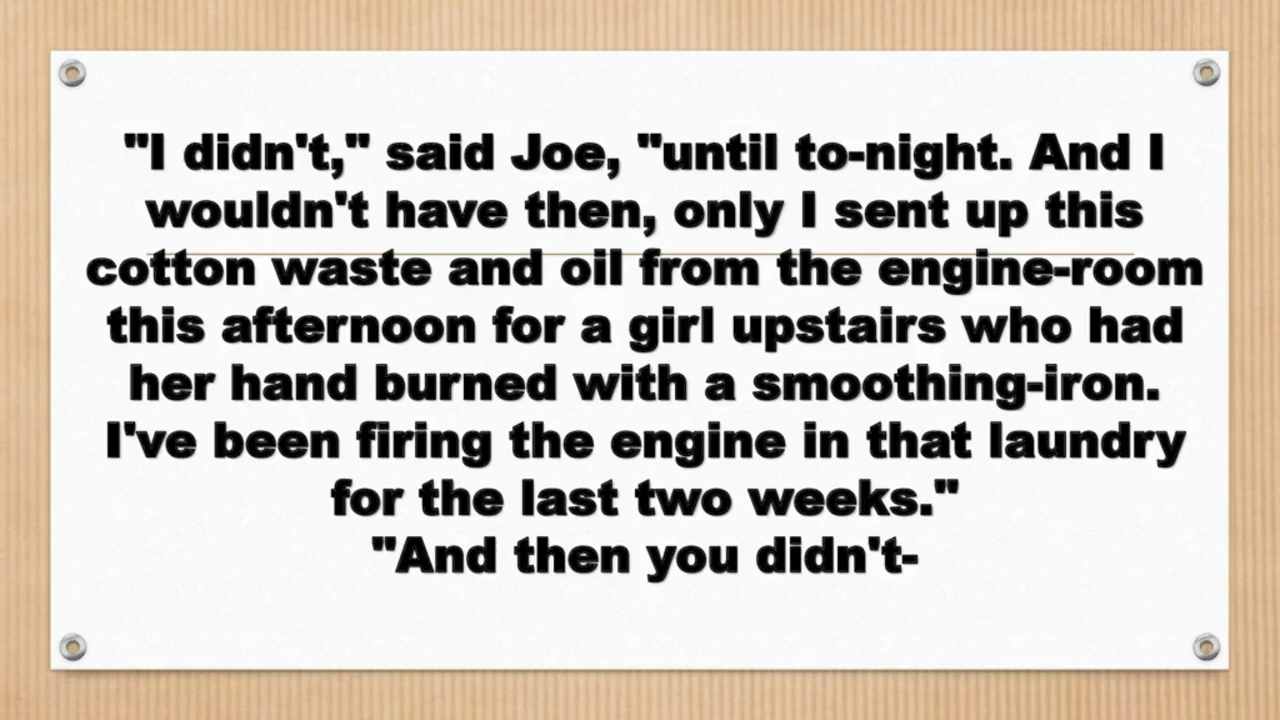 "I didn't," said Joe, "until to-night. And I
wouldn't have then, only I sent up this
cotton waste and oil from the engine-room
this afternoon for a girl upstairs who had
her hand burned with a smoothing-iron.
I've been firing the engine in that laundry
for the last two weeks."
"And then you didn't-